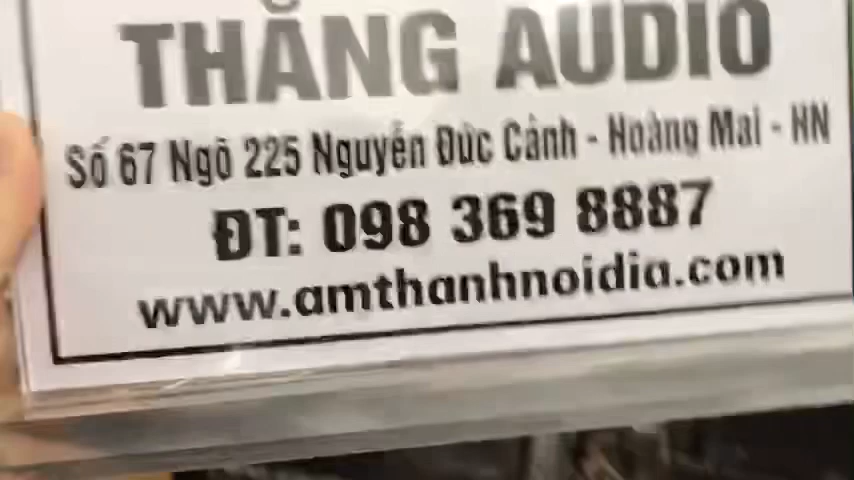 THẮNG AUDIO
Số 67 Ngõ 225 Nguyễn Đức Cảnh - Hoàng Mai - HN
ĐT: 098 369 8887
www.amthanhnoidia.com